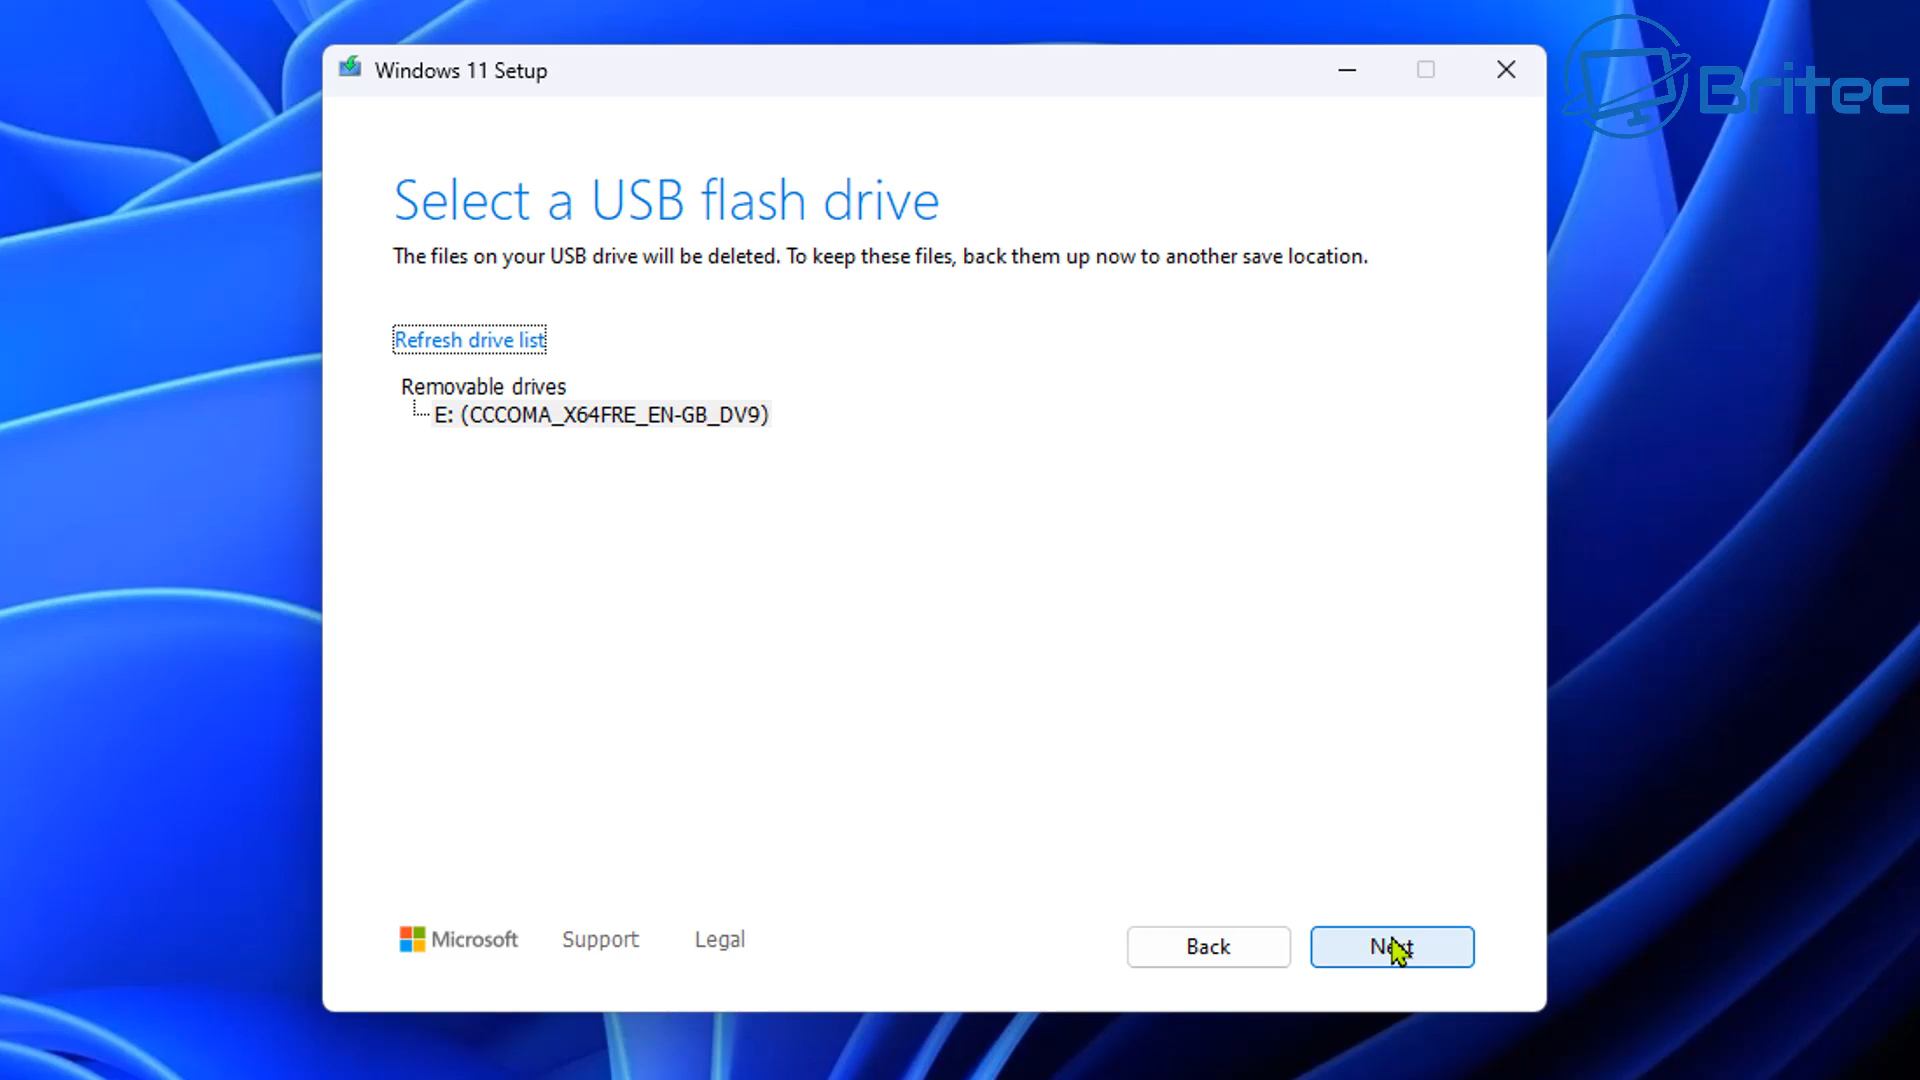 Windows 11 Setup
Britec
Select a USB flash drive
The files on your USB drive will be deleted. To keep these files, back them up now to another save location.
Refresh drive list
Removable drives
E: (CCCOMA_X64FRE_EN-GB_DV9)
Microsoft
Support
Legal
Back
Next